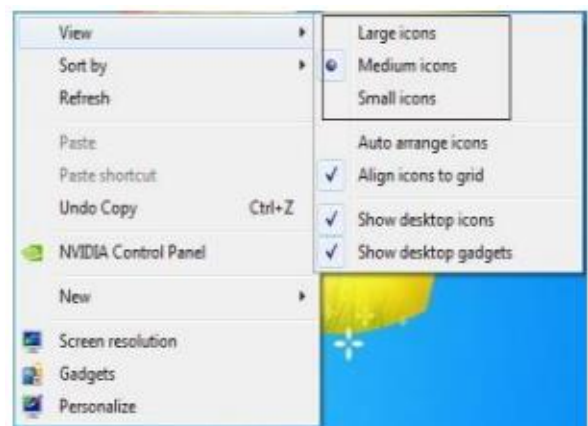 View
Sort by
Refresh
Paste
Paste shortcut
Undo Copy Ctrl+Z
NVIDIA Control Panel
New
Screen resolution
Gadgets
Personalize
Large icons
Medium icons
Small icons
Auto arrange icons
Align icons to grid
Show desktop icons
Show desktop gadgets